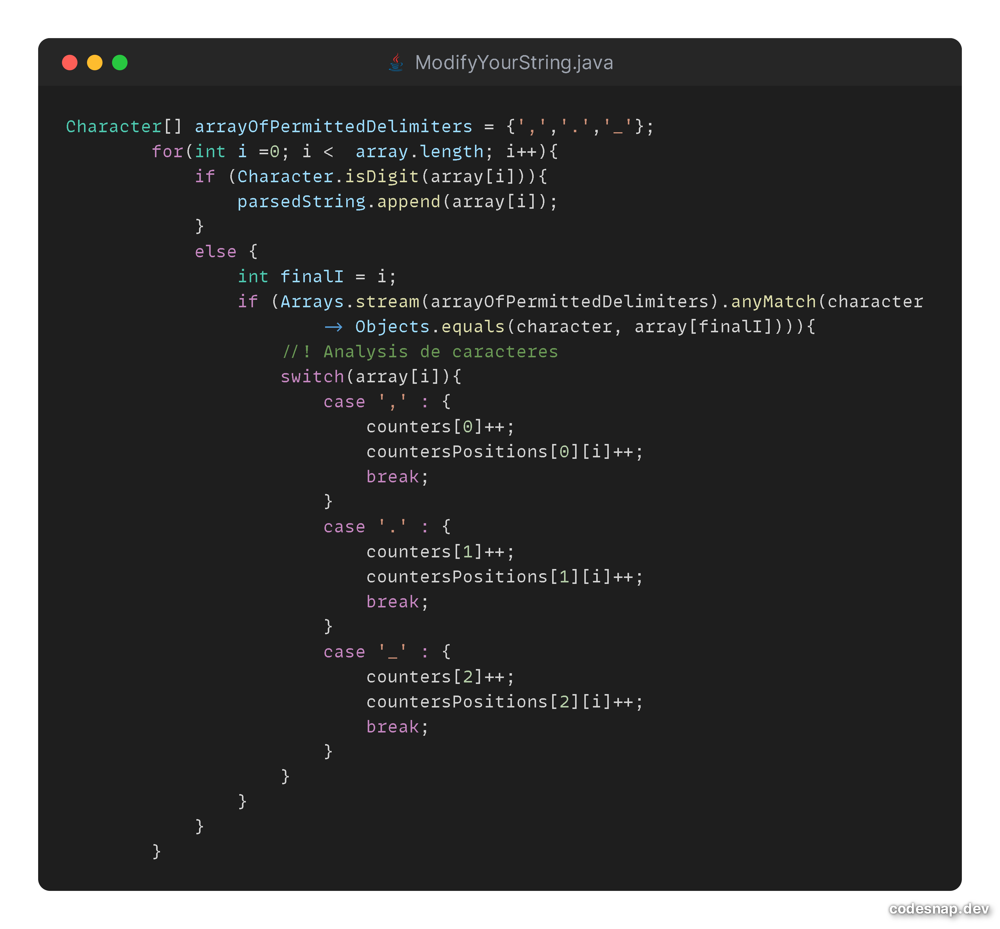 ModifyYourString.java
Character[] arrayOfPermittedDelimiters = {',','.','_'};
for(int i =0; i <  array.length; i++){
if (Character.isDigit(array[i])){
parsedString.append(array[i]);
}
else {
int finalI = i;
if (Arrays.stream(arrayOfPermittedDelimiters).anyMatch(character
-> Objects.equals(character, array[finalI]))){
//! Analysis de caracteres
switch(array[i]){
case ',' : {
counters[0]++;
countersPositions[0][i]++;
break;
}
case '.' : {
counters[1]++;
countersPositions[1][i]++;
break;
}
case '_' : {
counters[2]++;
countersPositions[2][i]++;
break;
}
}
}
}
}
codesnap.dev